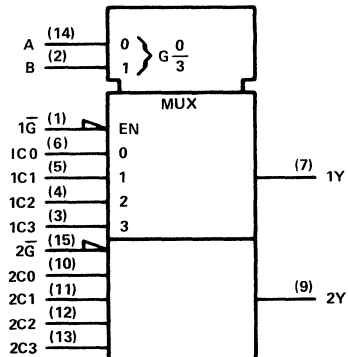 A (14) 0 G 0/3
B (2) 1
MUX
1G̅ (1) EN
IC0 (6) 0
1C1 (5) 1 (7) 1Y
1C2 (4) 2
1C3 (3) 3
2G̅ (15)
2C0 (10)
2C1 (11) (9) 2Y
2C2 (12)
2C3 (13)